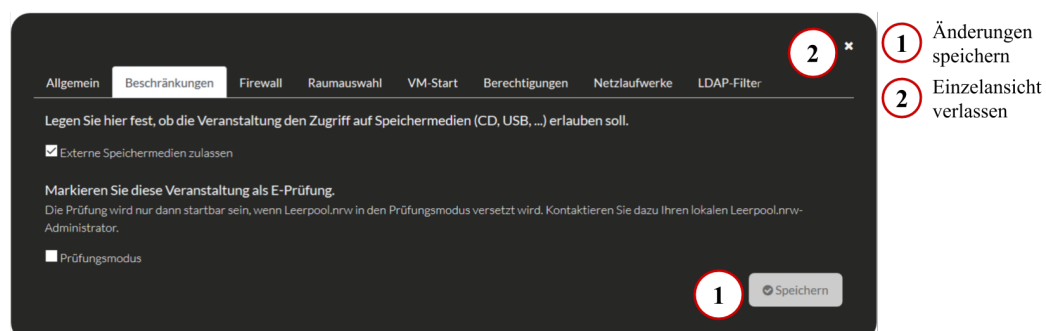 2
×
Allgemein Beschränkungen Firewall Raumauswahl VM-Start Berechtigungen Netzlaufwerke LDAP-Filter
Legen Sie hier fest, ob die Veranstaltung den Zugriff auf Speichermedien (CD, USB, ...) erlauben soll.
Externe Speichermedien zulassen
Markieren Sie diese Veranstaltung als E-Prüfung.
Die Prüfung wird nur dann startbar sein, wenn Leerpool.nrw in den Prüfungsmodus versetzt wird. Kontaktieren Sie dazu Ihren lokalen Leerpool.nrw-
Administrator.
Prüfungsmodus
1 Speichern
1 Änderungen
speichern
2 Einzelansicht
verlassen